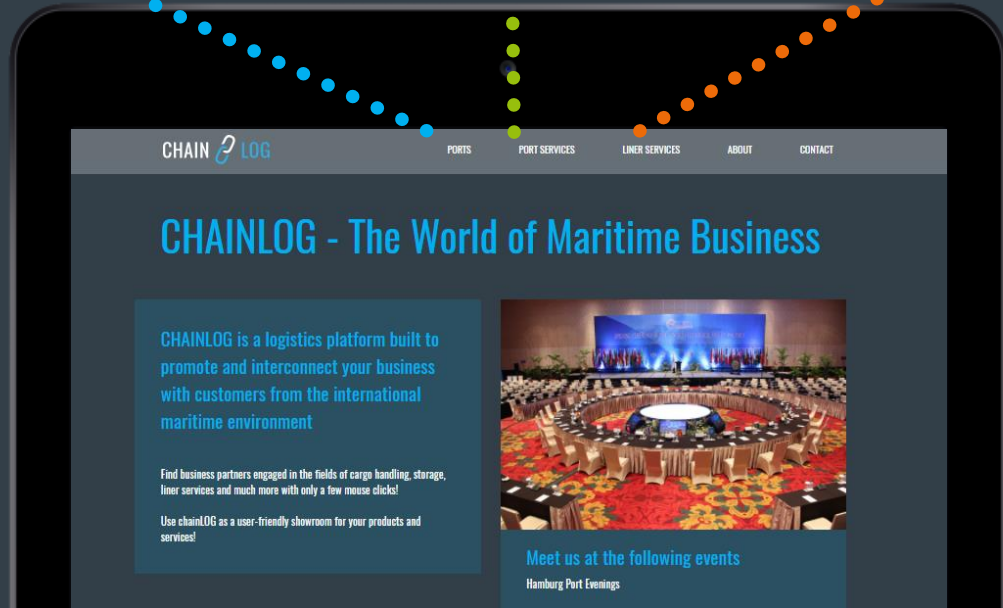 CHAIN LOG
PORTS PORT SERVICES LINER SERVICES ABOUT CONTACT
CHAINLOG - The World of Maritime Business
CHAINLOG is a logistics platform built to
promote and interconnect your business
with customers from the international
maritime environment
Find business partners engaged in the fields of cargo handling, storage,
liner services and much more with only a few mouse clicks!
Use chainLOG as a user-friendly showroom for your products and
services!
Meet us at the following events
Hamburg Port Evenings